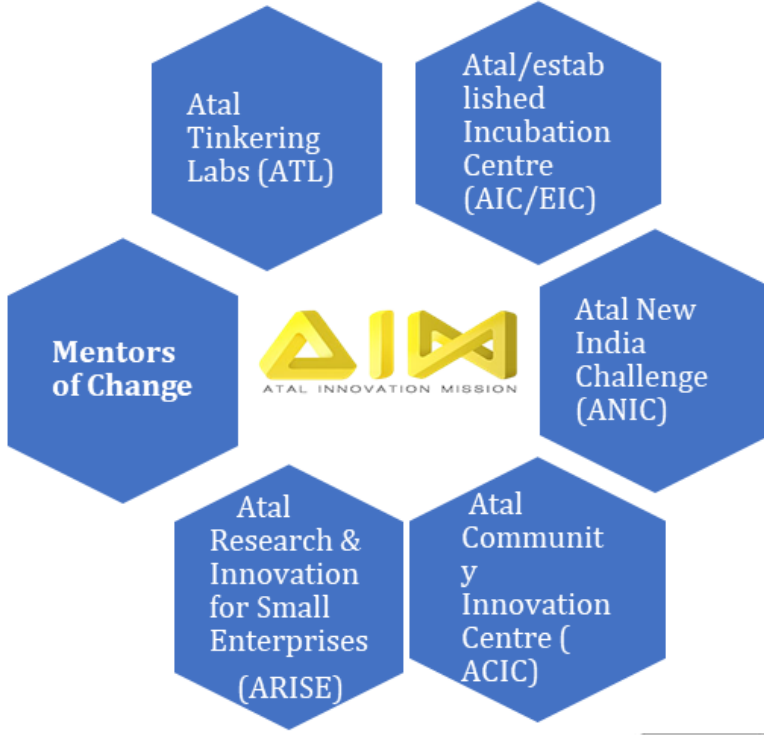 Atal
Tinkering
Labs (ATL)
Atal/estab
lished
Incubation
Centre
(AIC/EIC)
Mentors
of Change
AIM
ATAL INNOVATION MISSION
Atal New
India
Challenge
(ANIC)
Atal
Research &
Innovation
for Small
Enterprises
(ARISE)
Atal
Communit
y
Innovation
Centre (
ACIC)